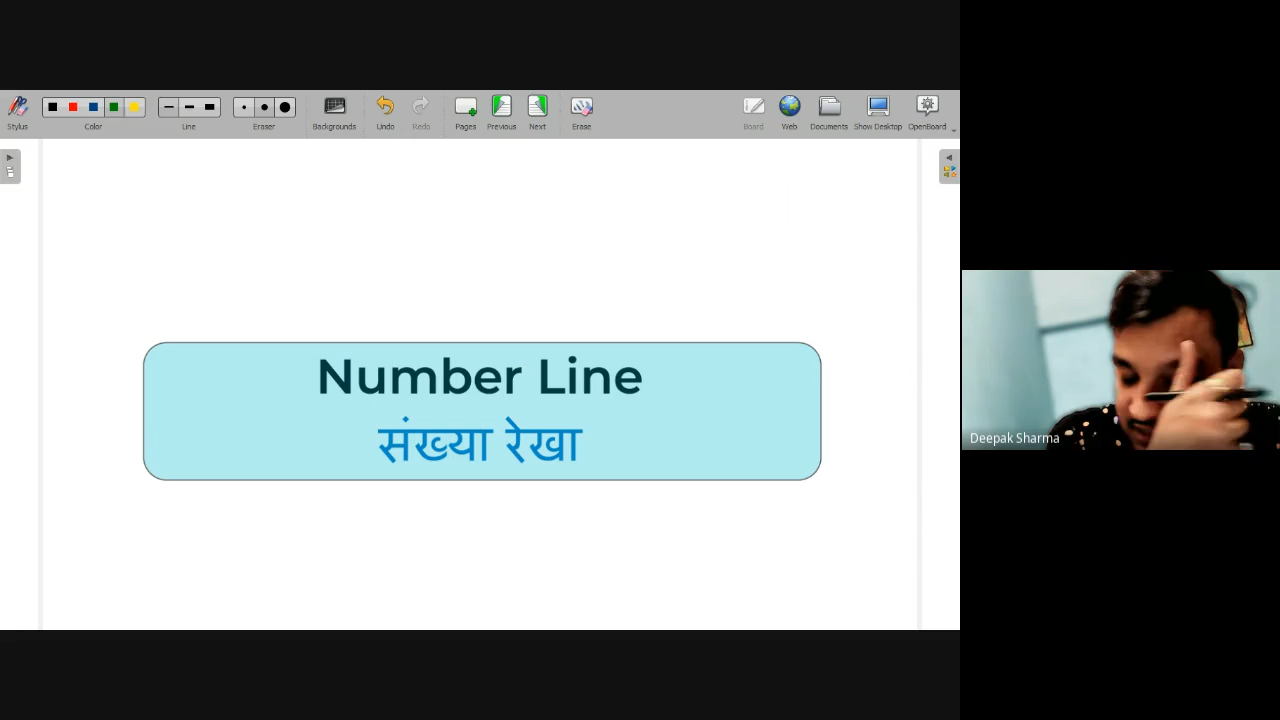 Stylus
Color
Line
Eraser
Backgrounds
Undo
Redo
Pages
Previous
Next
Erase
Board
Web
Documents
Show Desktop
OpenBoard
Number Line
संख्या रेखा
Deepak Sharma